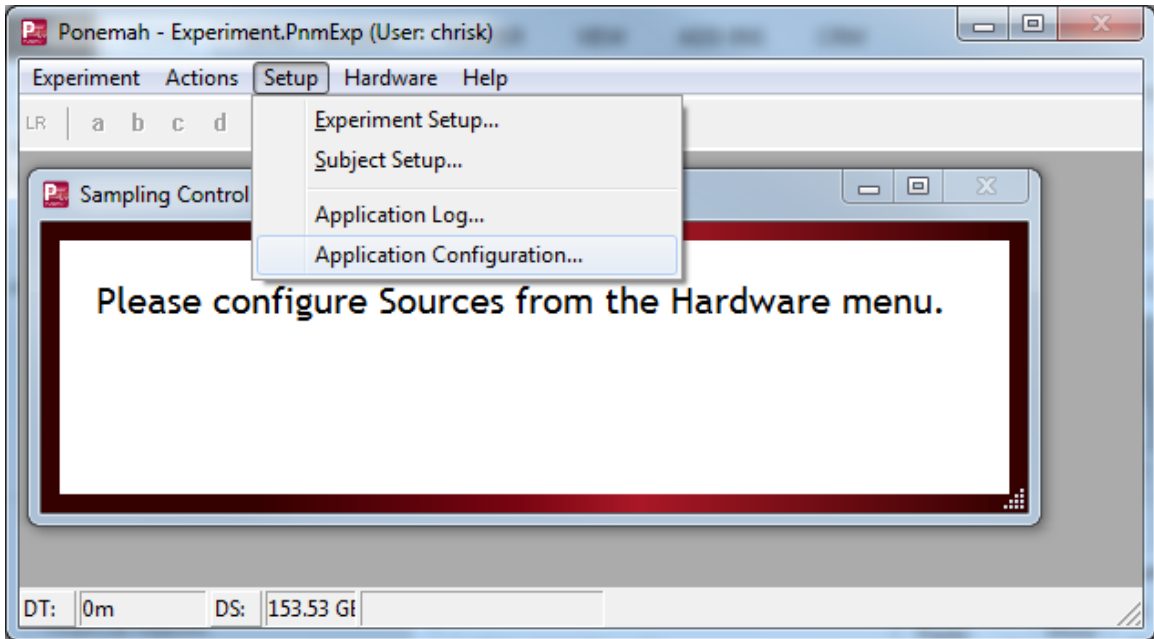 Ponemah - Experiment.PnmExp (User: chrisk)
Experiment Actions Setup Hardware Help
LR a b c d
Experiment Setup...
Subject Setup...
Application Log...
Application Configuration...
Sampling Control
Please configure Sources from the Hardware menu.
DT: 0m DS: 153.53 GB